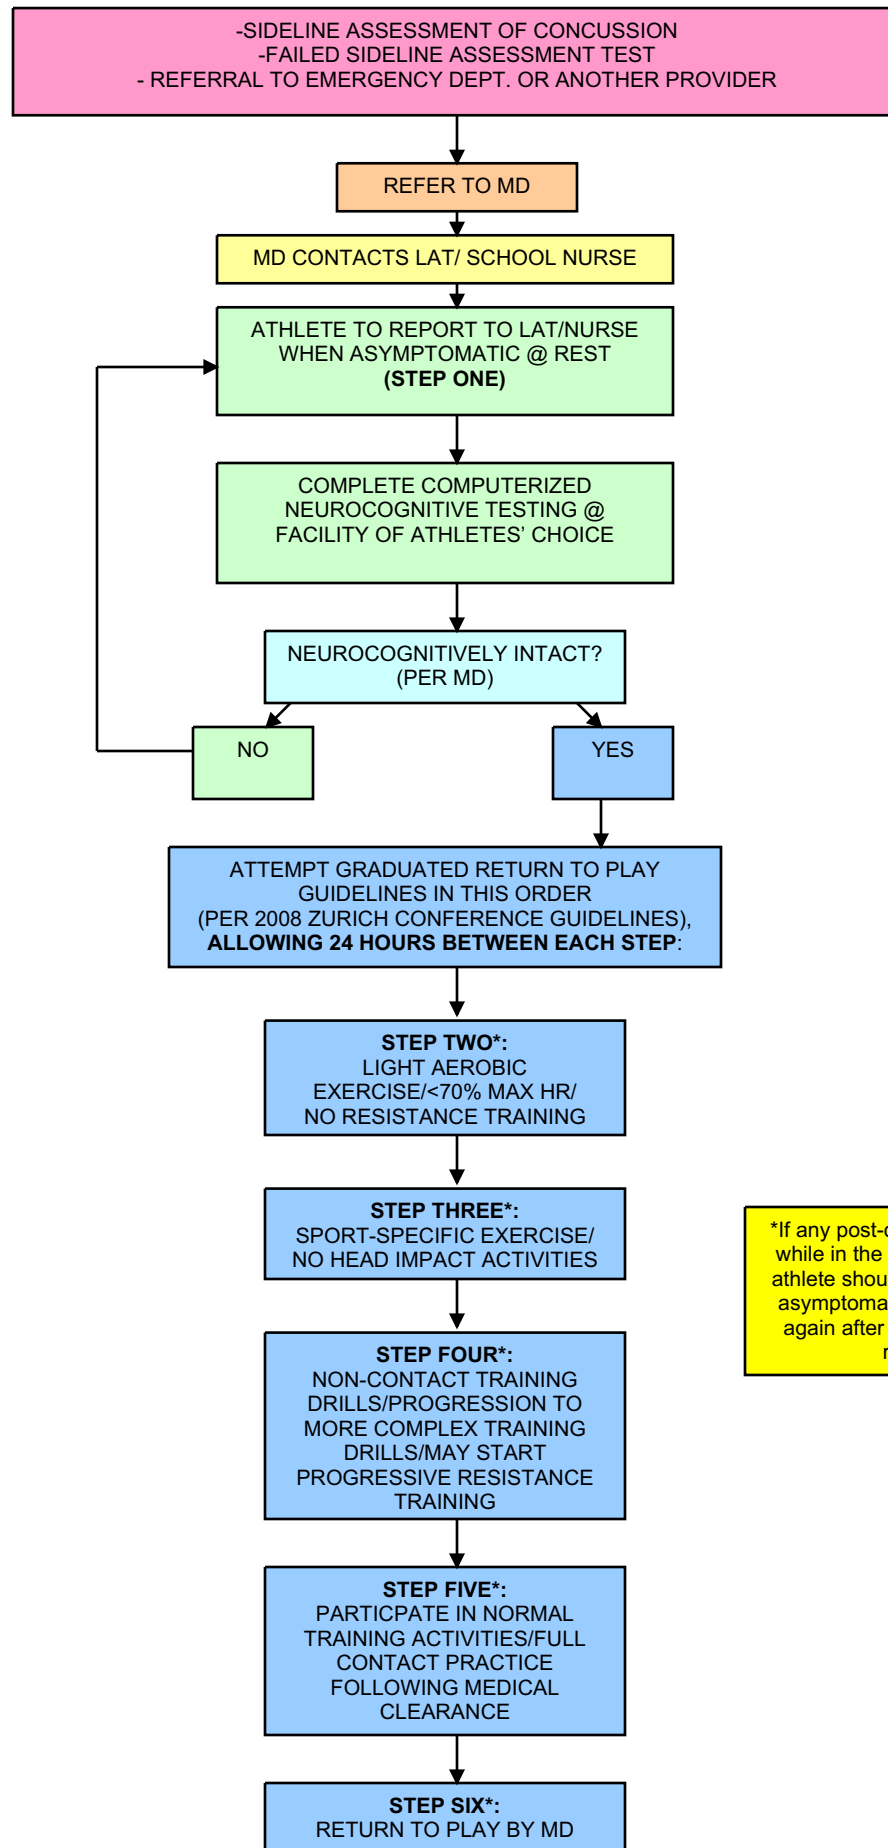 -SIDELINE ASSESSMENT OF CONCUSSION
-FAILED SIDELINE ASSESSMENT TEST
- REFERRAL TO EMERGENCY DEPT. OR ANOTHER PROVIDER
REFER TO MD
MD CONTACTS LAT/ SCHOOL NURSE
ATHLETE TO REPORT TO LAT/NURSE
WHEN ASYMPTOMATIC @ REST
(STEP ONE)
COMPLETE COMPUTERIZED
NEUROCOGNITIVE TESTING @
FACILITY OF ATHLETES’ CHOICE
NEUROCOGNITIVELY INTACT?
(PER MD)
NO
YES
ATTEMPT GRADUATED RETURN TO PLAY
GUIDELINES IN THIS ORDER
(PER 2008 ZURICH CONFERENCE GUIDELINES),
ALLOWING 24 HOURS BETWEEN EACH STEP:
STEP TWO*:
LIGHT AEROBIC
EXERCISE/<70% MAX HR/
NO RESISTANCE TRAINING
STEP THREE*:
SPORT-SPECIFIC EXERCISE/
NO HEAD IMPACT ACTIVITIES
*If any post-
while in the
athlete
again after
STEP FOUR*:
NON-CONTACT TRAINING
DRILLS/PROGRESSION TO
MORE COMPLEX TRAINING
DRILLS/MAY START
PROGRESSIVE RESISTANCE
TRAINING
STEP FIVE*:
PARTICPATE IN NORMAL
TRAINING ACTIVITIES/FULL
CONTACT PRACTICE
FOLLOWING MEDICAL
CLEARANCE
STEP SIX*:
RETURN TO PLAY BY MD